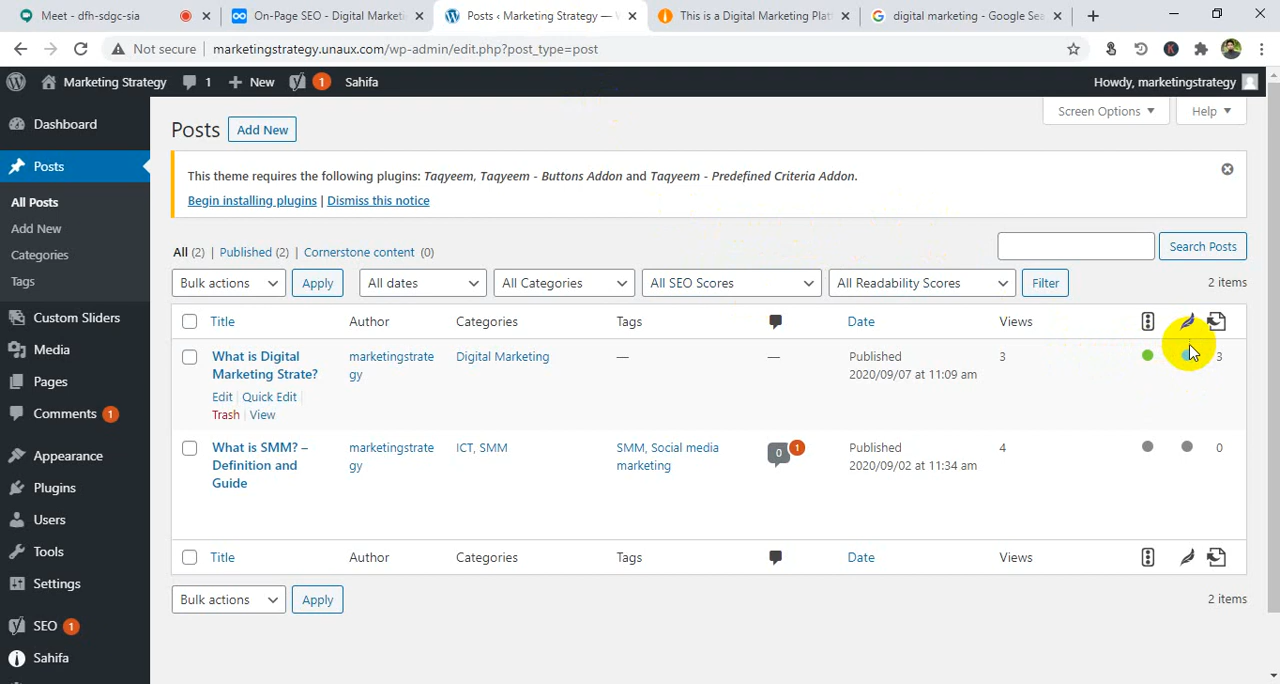 Meet - dfh-sdgc-sia
On-Page SEO - Digital Marketi
Posts ‹ Marketing Strategy —
This is a Digital Marketing Plat
digital marketing - Google Sea
Not secure
marketingstrategy.unaux.com/wp-admin/edit.php?post_type=post
Marketing Strategy
1
New
1
Sahifa
Howdy, marketingstrategy
Dashboard
Posts
All Posts
Add New
Categories
Tags
Custom Sliders
Media
Pages
Comments 1
Appearance
Plugins
Users
Tools
Settings
SEO 1
Sahifa
Screen Options
Help
Posts
Add New
This theme requires the following plugins: Taqyeem, Taqyeem - Buttons Addon and Taqyeem - Predefined Criteria Addon.
Begin installing plugins | Dismiss this notice
All (2) | Published (2) | Cornerstone content (0)
Search Posts
Bulk actions
Apply
All dates
All Categories
All SEO Scores
All Readability Scores
Filter
2 items
Title
Author
Categories
Tags
Date
Views
What is Digital
Marketing Strate?
Edit | Quick Edit |
Trash | View
marketingstrate
gy
Digital Marketing
—
—
Published
2020/09/07 at 11:09 am
3
3
What is SMM? –
Definition and
Guide
marketingstrate
gy
ICT, SMM
SMM, Social media
marketing
0
1
Published
2020/09/02 at 11:34 am
4
0
Title
Author
Categories
Tags
Date
Views
Bulk actions
Apply
2 items